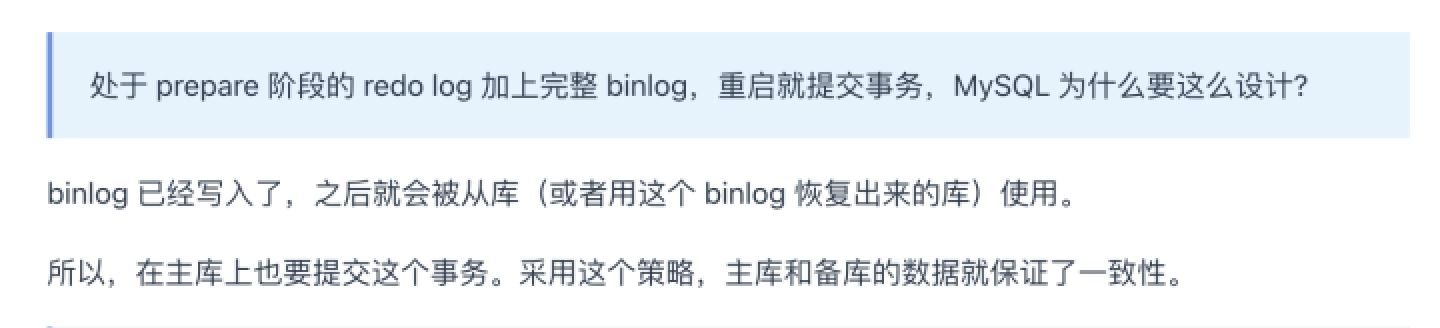 处于 prepare 阶段的 redo log 加上完整 binlog，重启就提交事务，MySQL 为什么要这么设计?
binlog 已经写入了，之后就会被从库（或者用这个 binlog 恢复出来的库）使用。
所以，在主库上也要提交这个事务。采用这个策略，主库和备库的数据就保证了一致性。